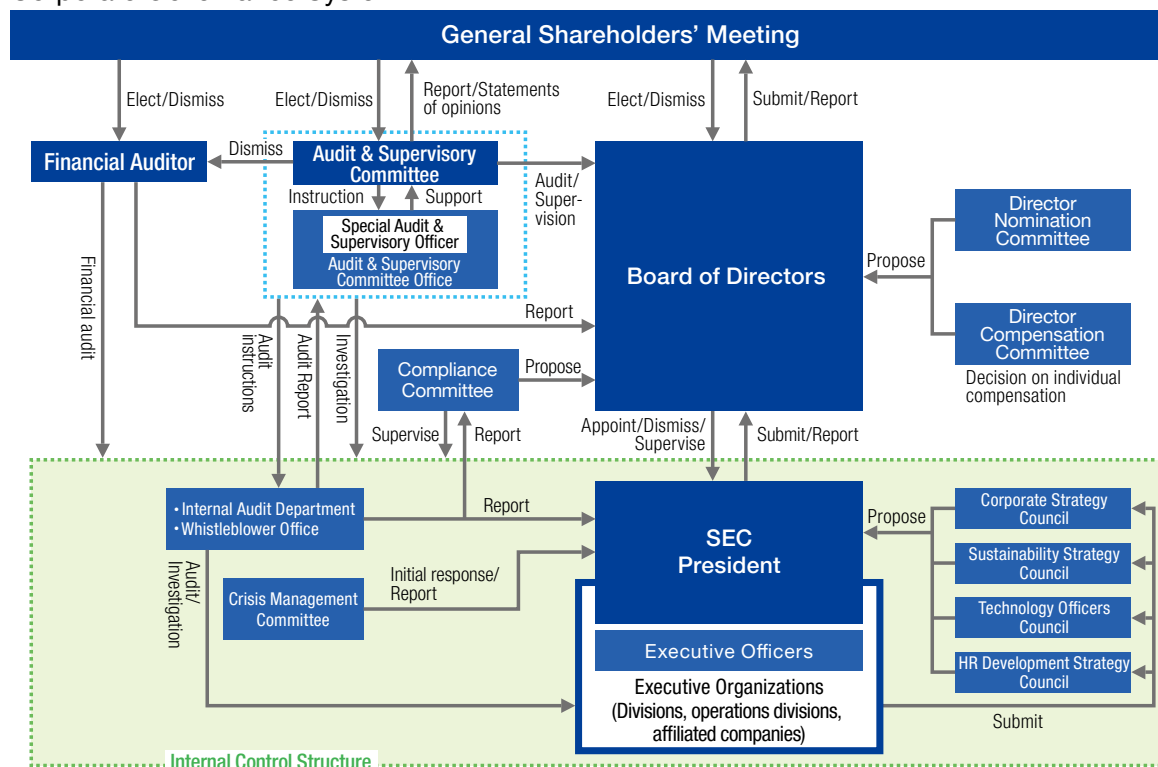 General Shareholders' Meeting
Elect/Dismiss
Elect/Dismiss
Report/Statements
of opinions
Elect/Dismiss
Submit/Report
Financial Auditor
Dismiss
Audit & Supervisory
Committee
Audit/
Super-
vision
Instruction
Support
Special Audit &
Supervisory Officer
Audit & Supervisory
Committee Office
Board of Directors
Propose
Director
Nomination
Committee
Director
Compensation
Committee
Decision on individual
compensation
Financial audit
Report
Audit
instructions
Audit Report
Investigation
Compliance
Committee
Propose
Supervise
Report
Appoint/Dismiss/
Supervise
Submit/Report
• Internal Audit Department
• Whistleblower Office
Report
SEC
President
Propose
Corporate Strategy
Council
Sustainability Strategy
Council
Technology Officers
Council
HR Development Strategy
Council
Audit/
Investigation
Crisis Management
Committee
Initial response/
Report
Executive Officers
Executive Organizations
(Divisions, operations divisions,
affiliated companies)
Submit
Internal Control Structure